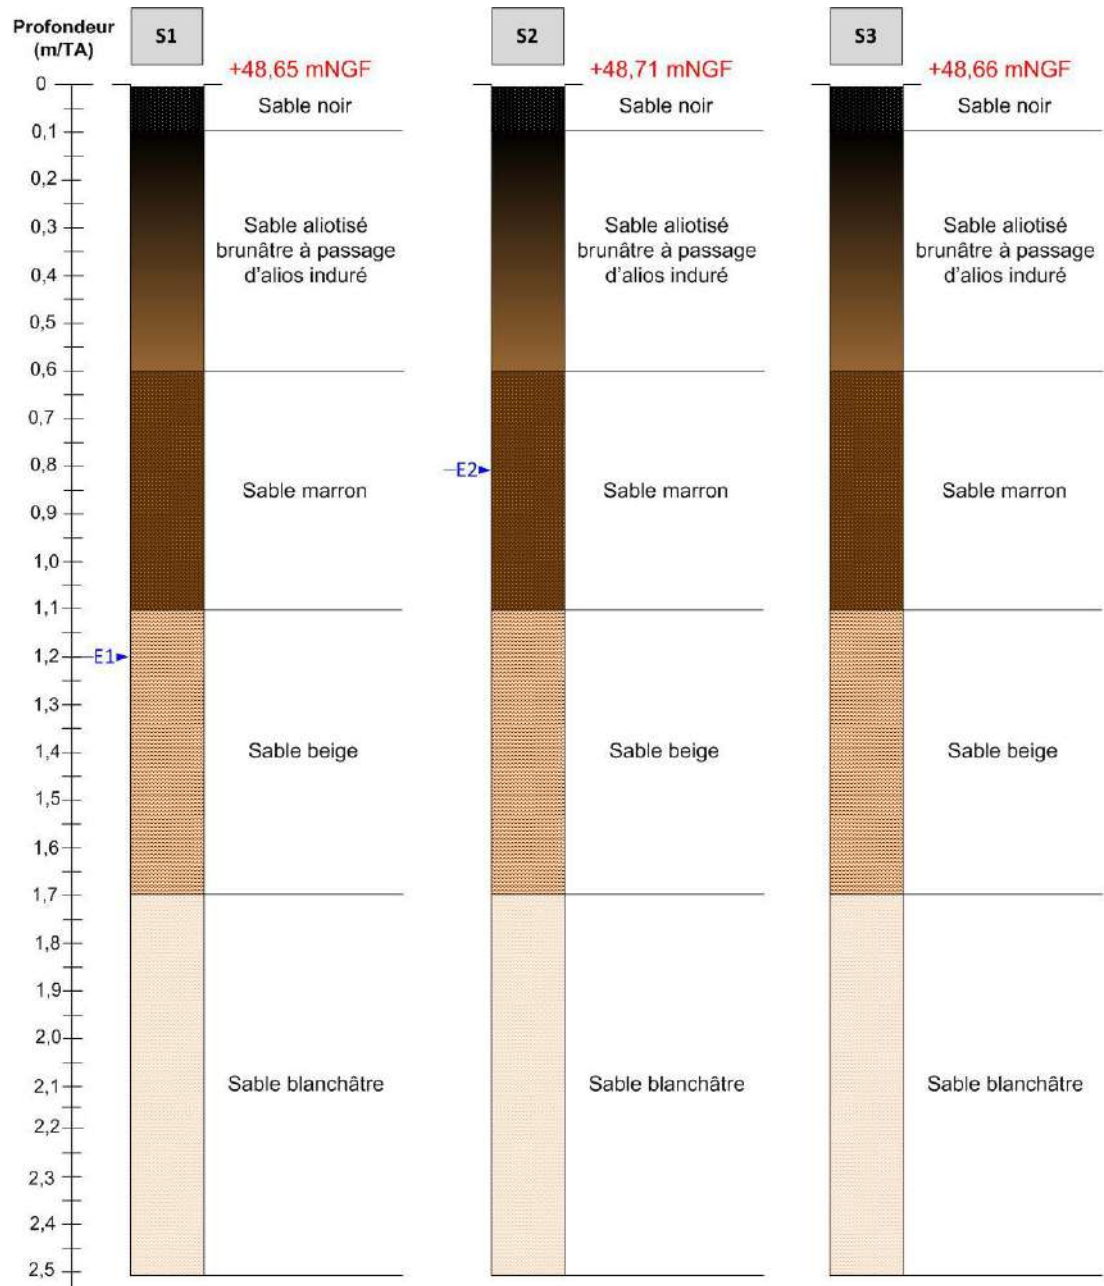 Profondeur
(m/TA)
S1
S2
S3
+48,65 mNGF
+48,71 mNGF
+48,66 mNGF
0
Sable noir
Sable noir
Sable noir
0,1
0,2
0,3
0,4
0,5
Sable aliotisé
brunâtre à passage
d'alios induré
Sable aliotisé
brunâtre à passage
d'alios induré
Sable aliotisé
brunâtre à passage
d'alios induré
0,6
0,7
0,8
E2
0,9
Sable marron
Sable marron
Sable marron
1,0
1,1
1,2
E1
1,3
1,4
Sable beige
Sable beige
Sable beige
1,5
1,6
1,7
1,8
1,9
2,0
2,1
Sable blanchâtre
Sable blanchâtre
Sable blanchâtre
2,2
2,3
2,4
2,5